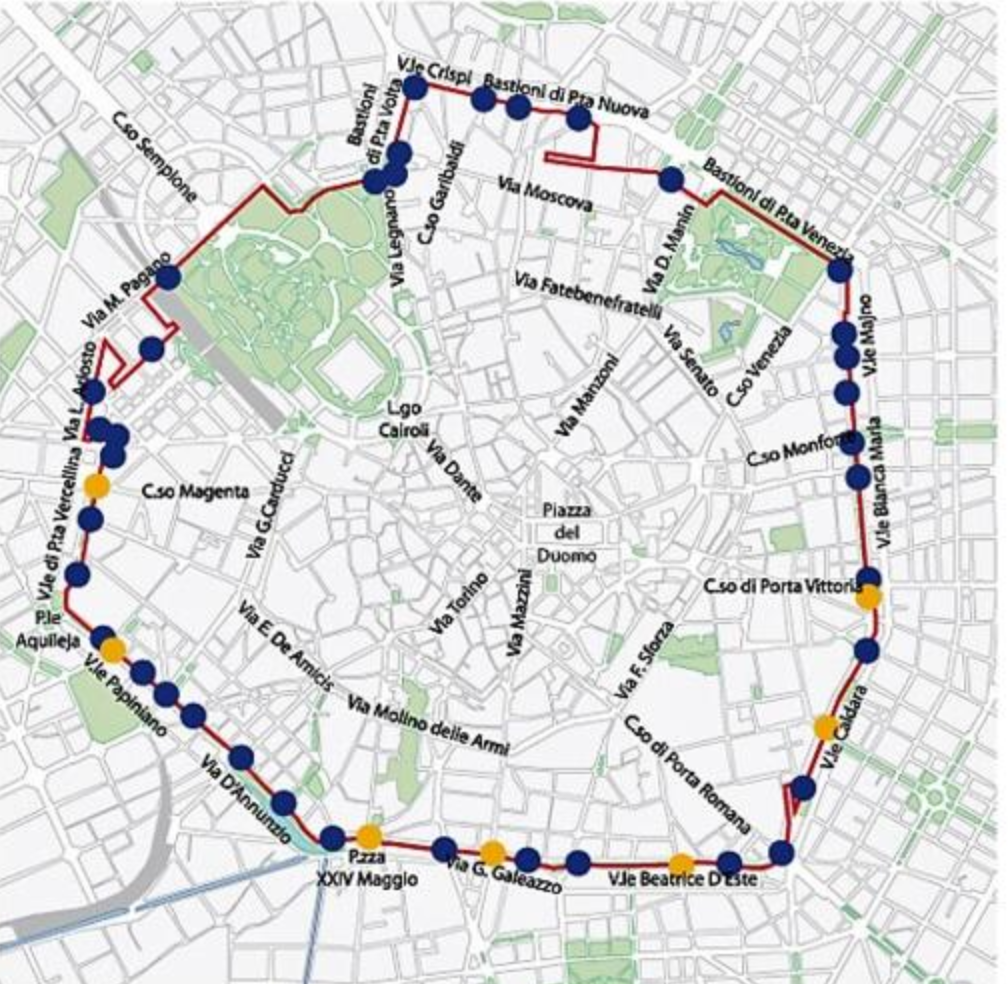 V.le Crispi
Bastioni di P.ta Nuova
Bastioni
di P.ta Volta
C.so Sempione
C.so Garibaldi
Via Legnano
Via Moscova
Bastioni di P.ta Venezia
Via D. Manin
Via M. Pagano
Via Fatebenefratelli
Via Senato
C.so Venezia
V.le Majno
Via L. Ariosto
Via Manzoni
L.go
Cairoli
Via Dante
C.so Monforte
V.le Bianca Maria
V.le di P.ta Vercellina
C.so Magenta
Via G.Carducci
Piazza
del
Duomo
C.so di Porta Vittoria
Via Torino
Via Mazzini
P.le
Aquileja
Via E. De Amicis
Via F. Sforza
V.le Papiniano
Via Molino delle Armi
C.so di Porta Romana
V.le Caldara
Via D'Annunzio
P.zza
XXIV Maggio
Via G. Galeazzo
V.le Beatrice D'Este